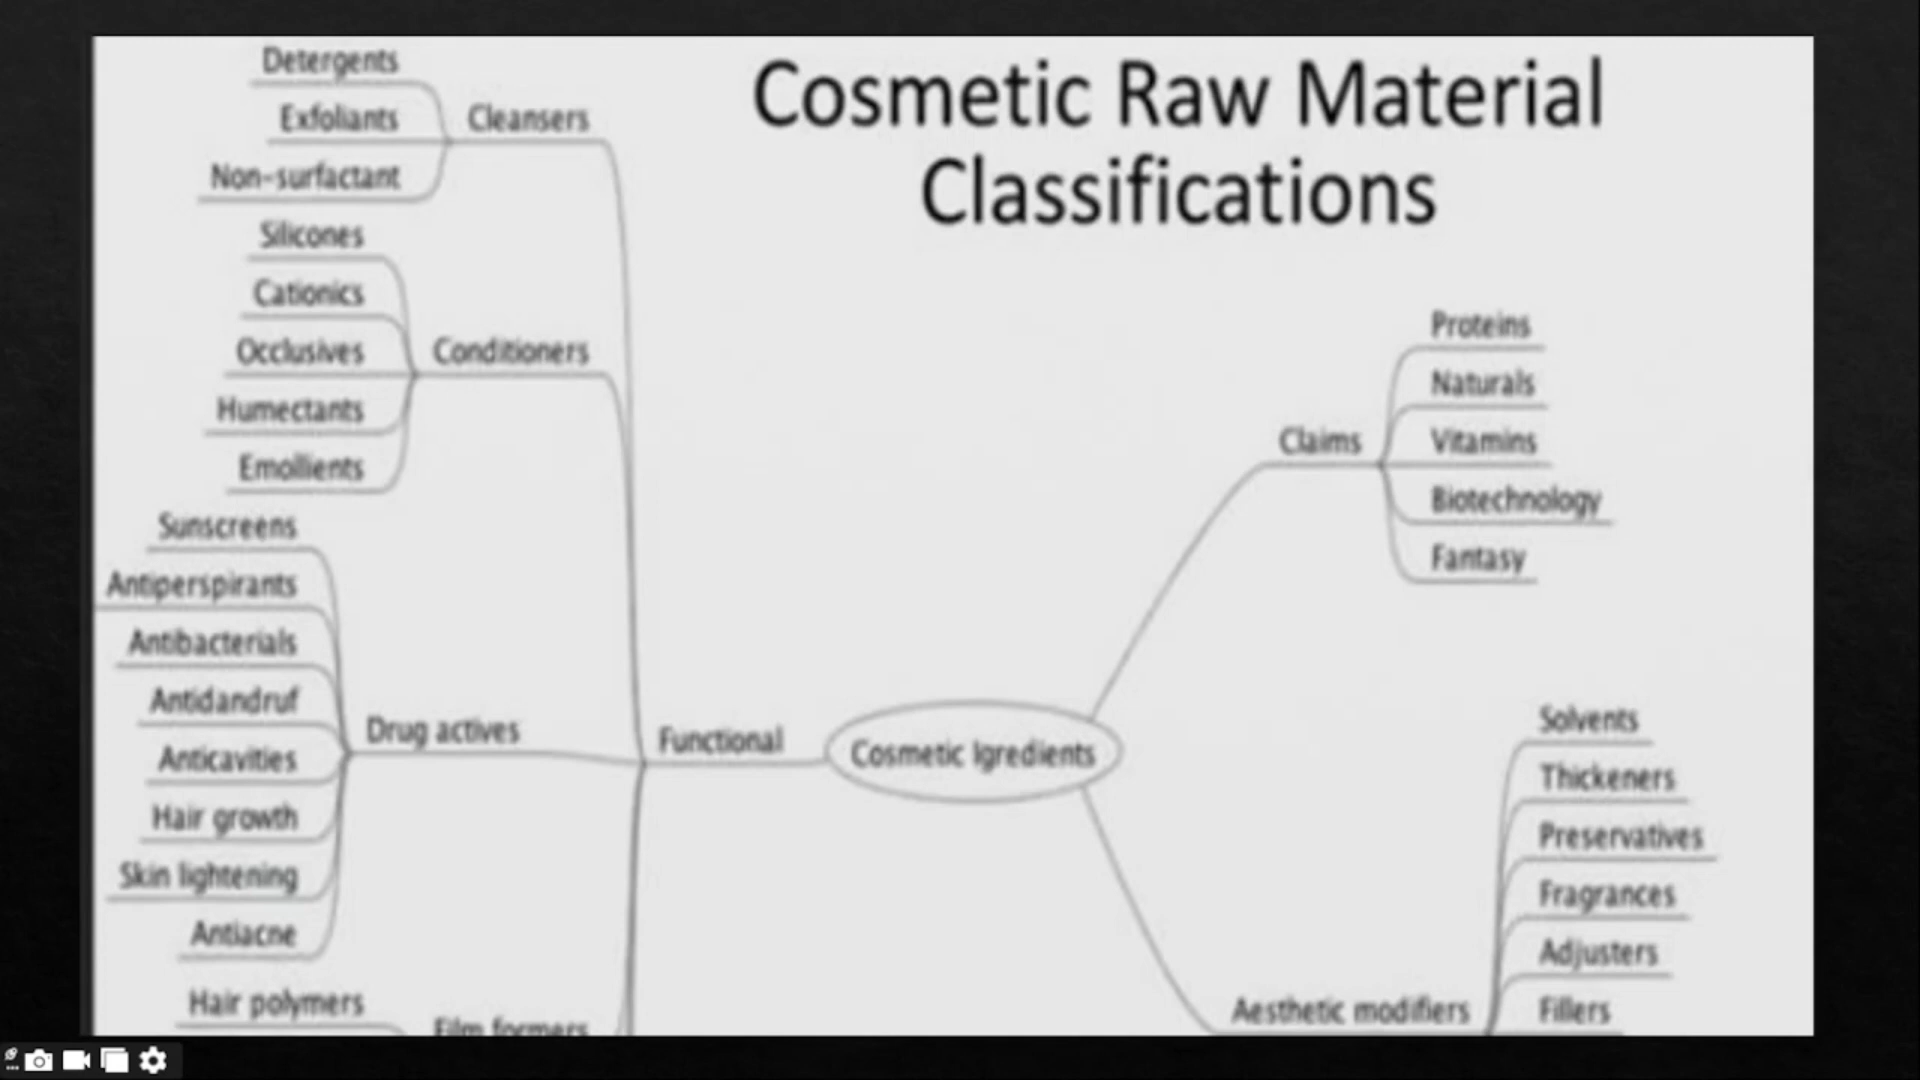 Cosmetic Raw Material
Classifications
Detergents
Exfoliants
Non-surfactant
Cleansers
Silicones
Cationics
Occlusives
Humectants
Emollients
Conditioners
Sunscreens
Antiperspirants
Antibacterials
Antidandruf
Anticavities
Hair growth
Skin lightening
Antiacne
Drug actives
Hair polymers
Film formers
Functional
Cosmetic Igredients
Claims
Proteins
Naturals
Vitamins
Biotechnology
Fantasy
Aesthetic modifiers
Solvents
Thickeners
Preservatives
Fragrances
Adjusters
Fillers